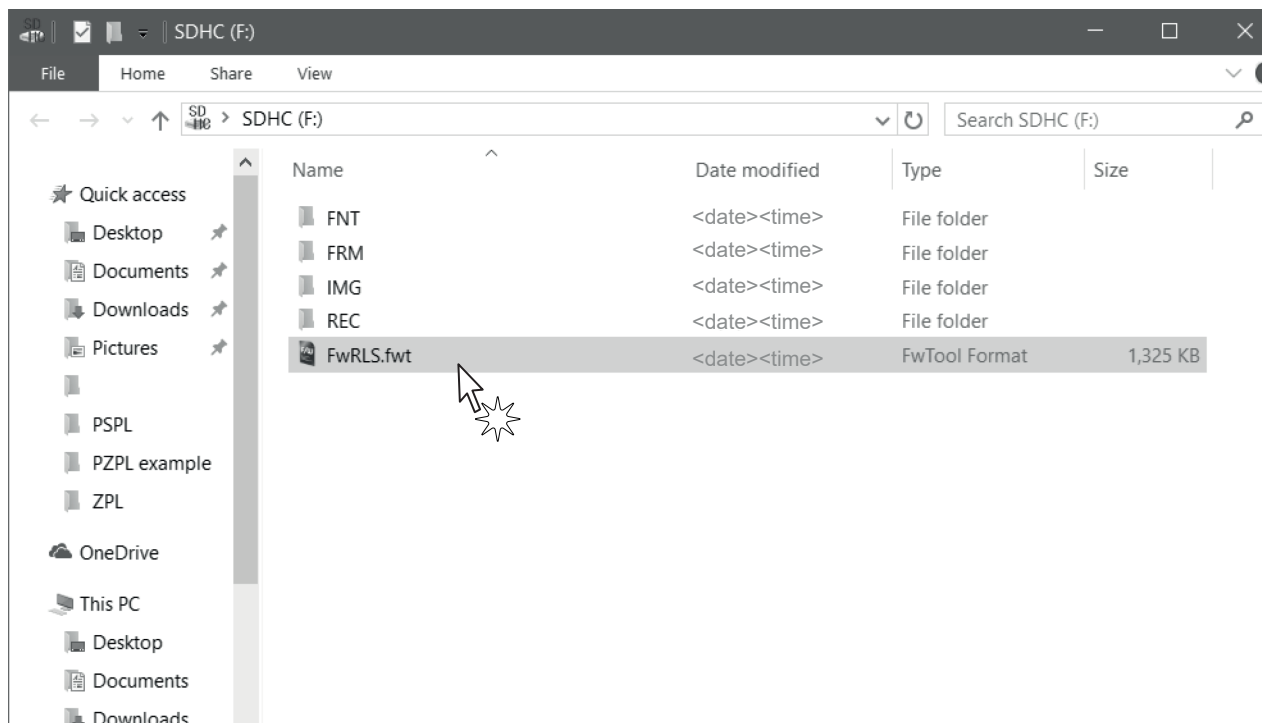 SDHC (F:)
File Home Share View
SD HC > SDHC (F:) Search SDHC (F:)
Name Date modified Type Size
Quick access
Desktop
Documents
Downloads
Pictures
PSPL
PZPL example
ZPL
OneDrive
This PC
Desktop
Documents
Downloads
FNT <date><time> File folder
FRM <date><time> File folder
IMG <date><time> File folder
REC <date><time> File folder
FwRLS.fwt <date><time> FwTool Format 1,325 KB